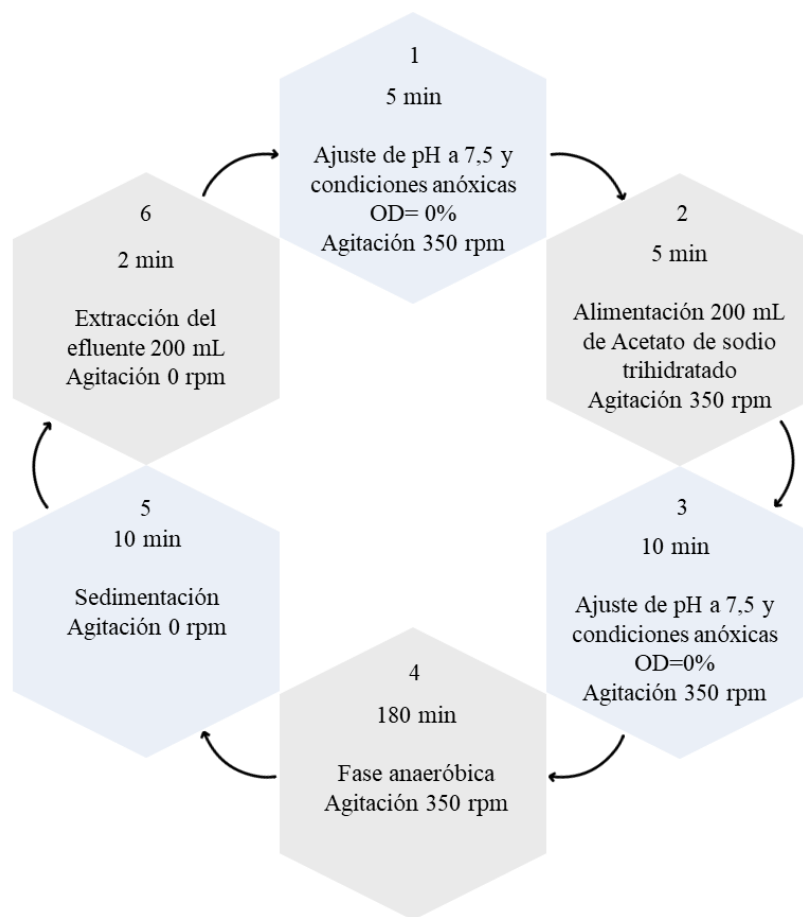 1
5 min
Ajuste de pH a 7,5 y
condiciones anóxicas
OD= 0%
Agitación 350 rpm
2
5 min
Alimentación 200 mL
de Acetato de sodio
trihidratado
Agitación 350 rpm
3
10 min
Ajuste de pH a 7,5 y
condiciones anóxicas
OD=0%
Agitación 350 rpm
4
180 min
Fase anaeróbica
Agitación 350 rpm
5
10 min
Sedimentación
Agitación 0 rpm
6
2 min
Extracción del
efluente 200 mL
Agitación 0 rpm